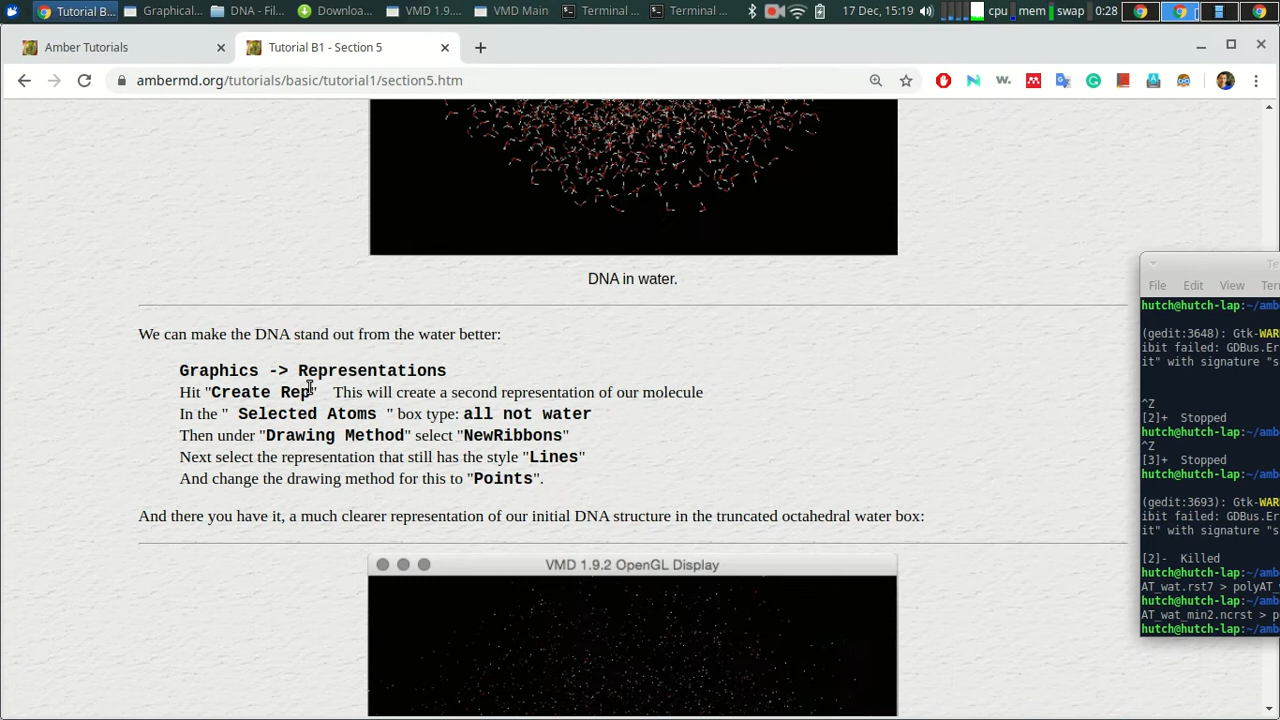 Tutorial B... Graphical... DNA - Fil... Downloa... VMD 1.9.... VMD Main Terminal ... Terminal ... 17 Dec, 15:19 cpu mem swap 0:28
Amber Tutorials Tutorial B1 - Section 5
ambermd.org/tutorials/basic/tutorial1/section5.htm
DNA in water.
We can make the DNA stand out from the water better:
Graphics -> Representations
Hit "Create Rep" This will create a second representation of our molecule
In the " Selected Atoms " box type: all not water
Then under "Drawing Method" select "NewRibbons"
Next select the representation that still has the style "Lines"
And change the drawing method for this to "Points".
And there you have it, a much clearer representation of our initial DNA structure in the truncated octahedral water box:
VMD 1.9.2 OpenGL Display
Te
File Edit View Ter
hutch@hutch-lap:~/amb
(gedit:3648): Gtk-WAR
ibit failed: GDBus.Er
it" with signature "s
^Z
[2]+ Stopped
hutch@hutch-lap:~/amb
^Z
[3]+ Stopped
hutch@hutch-lap:~/amb
(gedit:3693): Gtk-WAR
ibit failed: GDBus.Er
it" with signature "s
[2]- Killed
hutch@hutch-lap:~/amb
AT_wat.rst7 > polyAT_
hutch@hutch-lap:~/amb
AT_wat_min2.ncrst > p
hutch@hutch-lap:~/amb